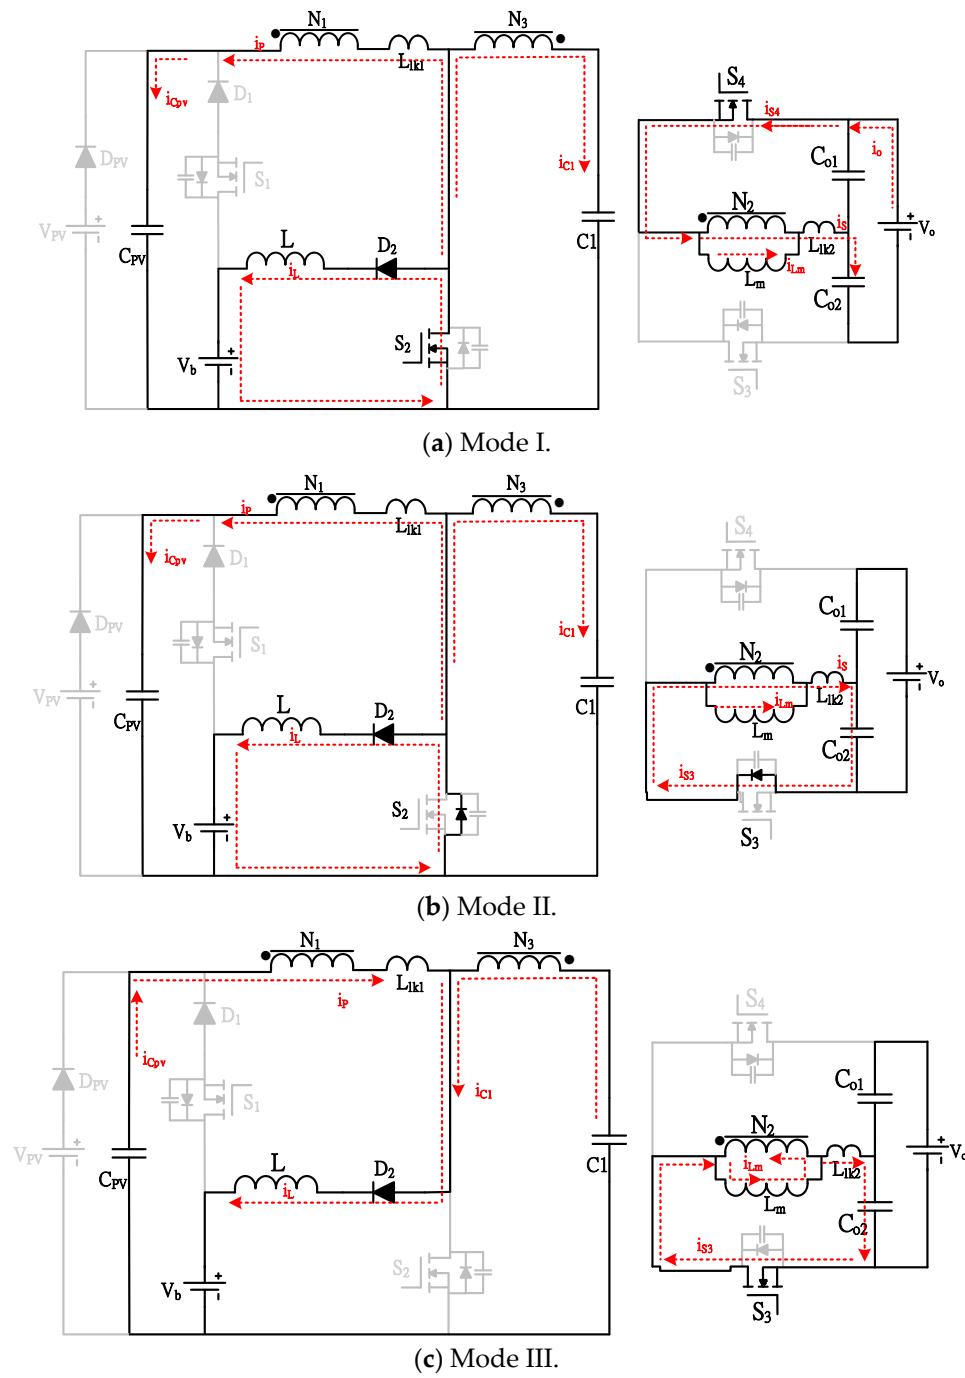 N1 N3
iP Llk1
iCpv D1 S4
iS4 io
DPV S1 iC1 Co1
N2
VPV + - CPV L D2 C1 iS + - Vo
iL Llk2 iLm
Lm Co2
S2
Vb + - S3
(a) Mode I.
N1 N3
iP Llk1
iCpv D1 S4
DPV S1 iC1 Co1
N2 iS
VPV + - CPV L D2 C1 iLm Llk2 + - Vo
iL Lm Co2
iS3
Vb + - S2 S3
(b) Mode II.
N1 N3
iP Llk1
iCpv D1 S4
DPV S1 iC1 Co1
N2
VPV + - CPV L D2 C1 iLm Llk2 + - Vo
iL Lm Co2
iS3
Vb + - S2 S3
(c) Mode III.